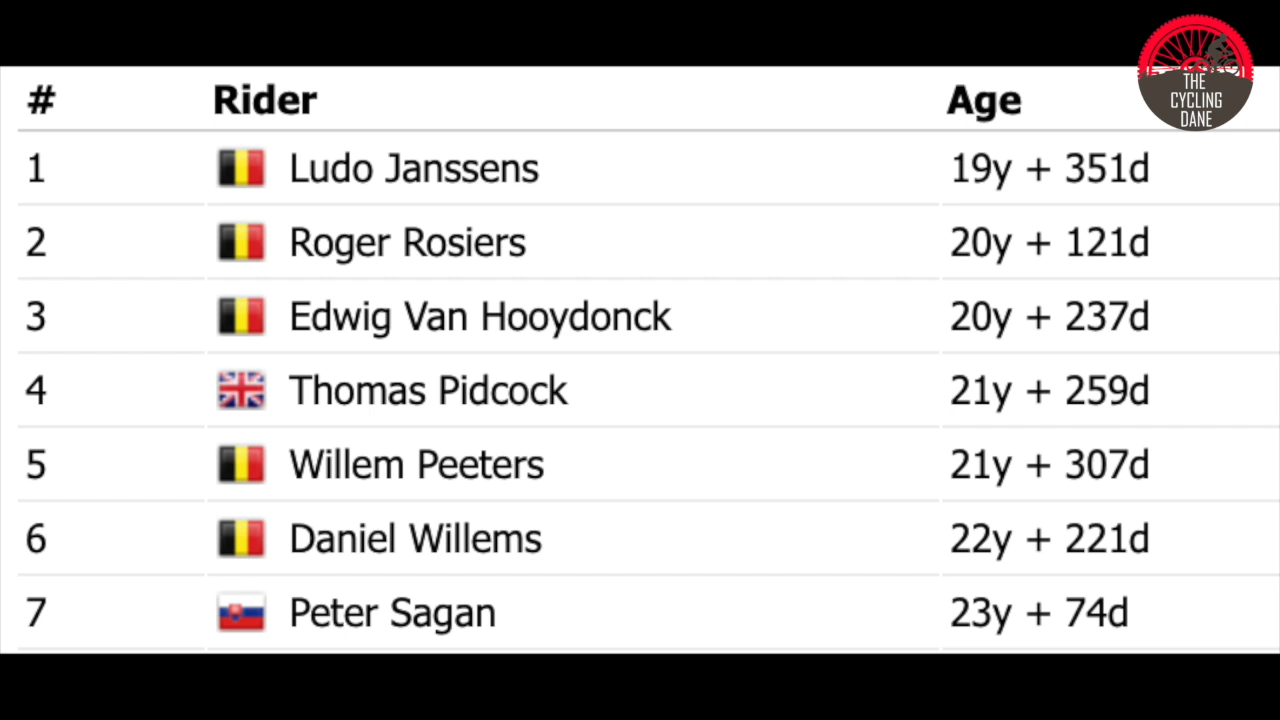 # Rider Age
1 Ludo Janssens 19y + 351d
2 Roger Rosiers 20y + 121d
3 Edwig Van Hooydonck 20y + 237d
4 Thomas Pidcock 21y + 259d
5 Willem Peeters 21y + 307d
6 Daniel Willems 22y + 221d
7 Peter Sagan 23y + 74d
THE
CYCLING
DANE